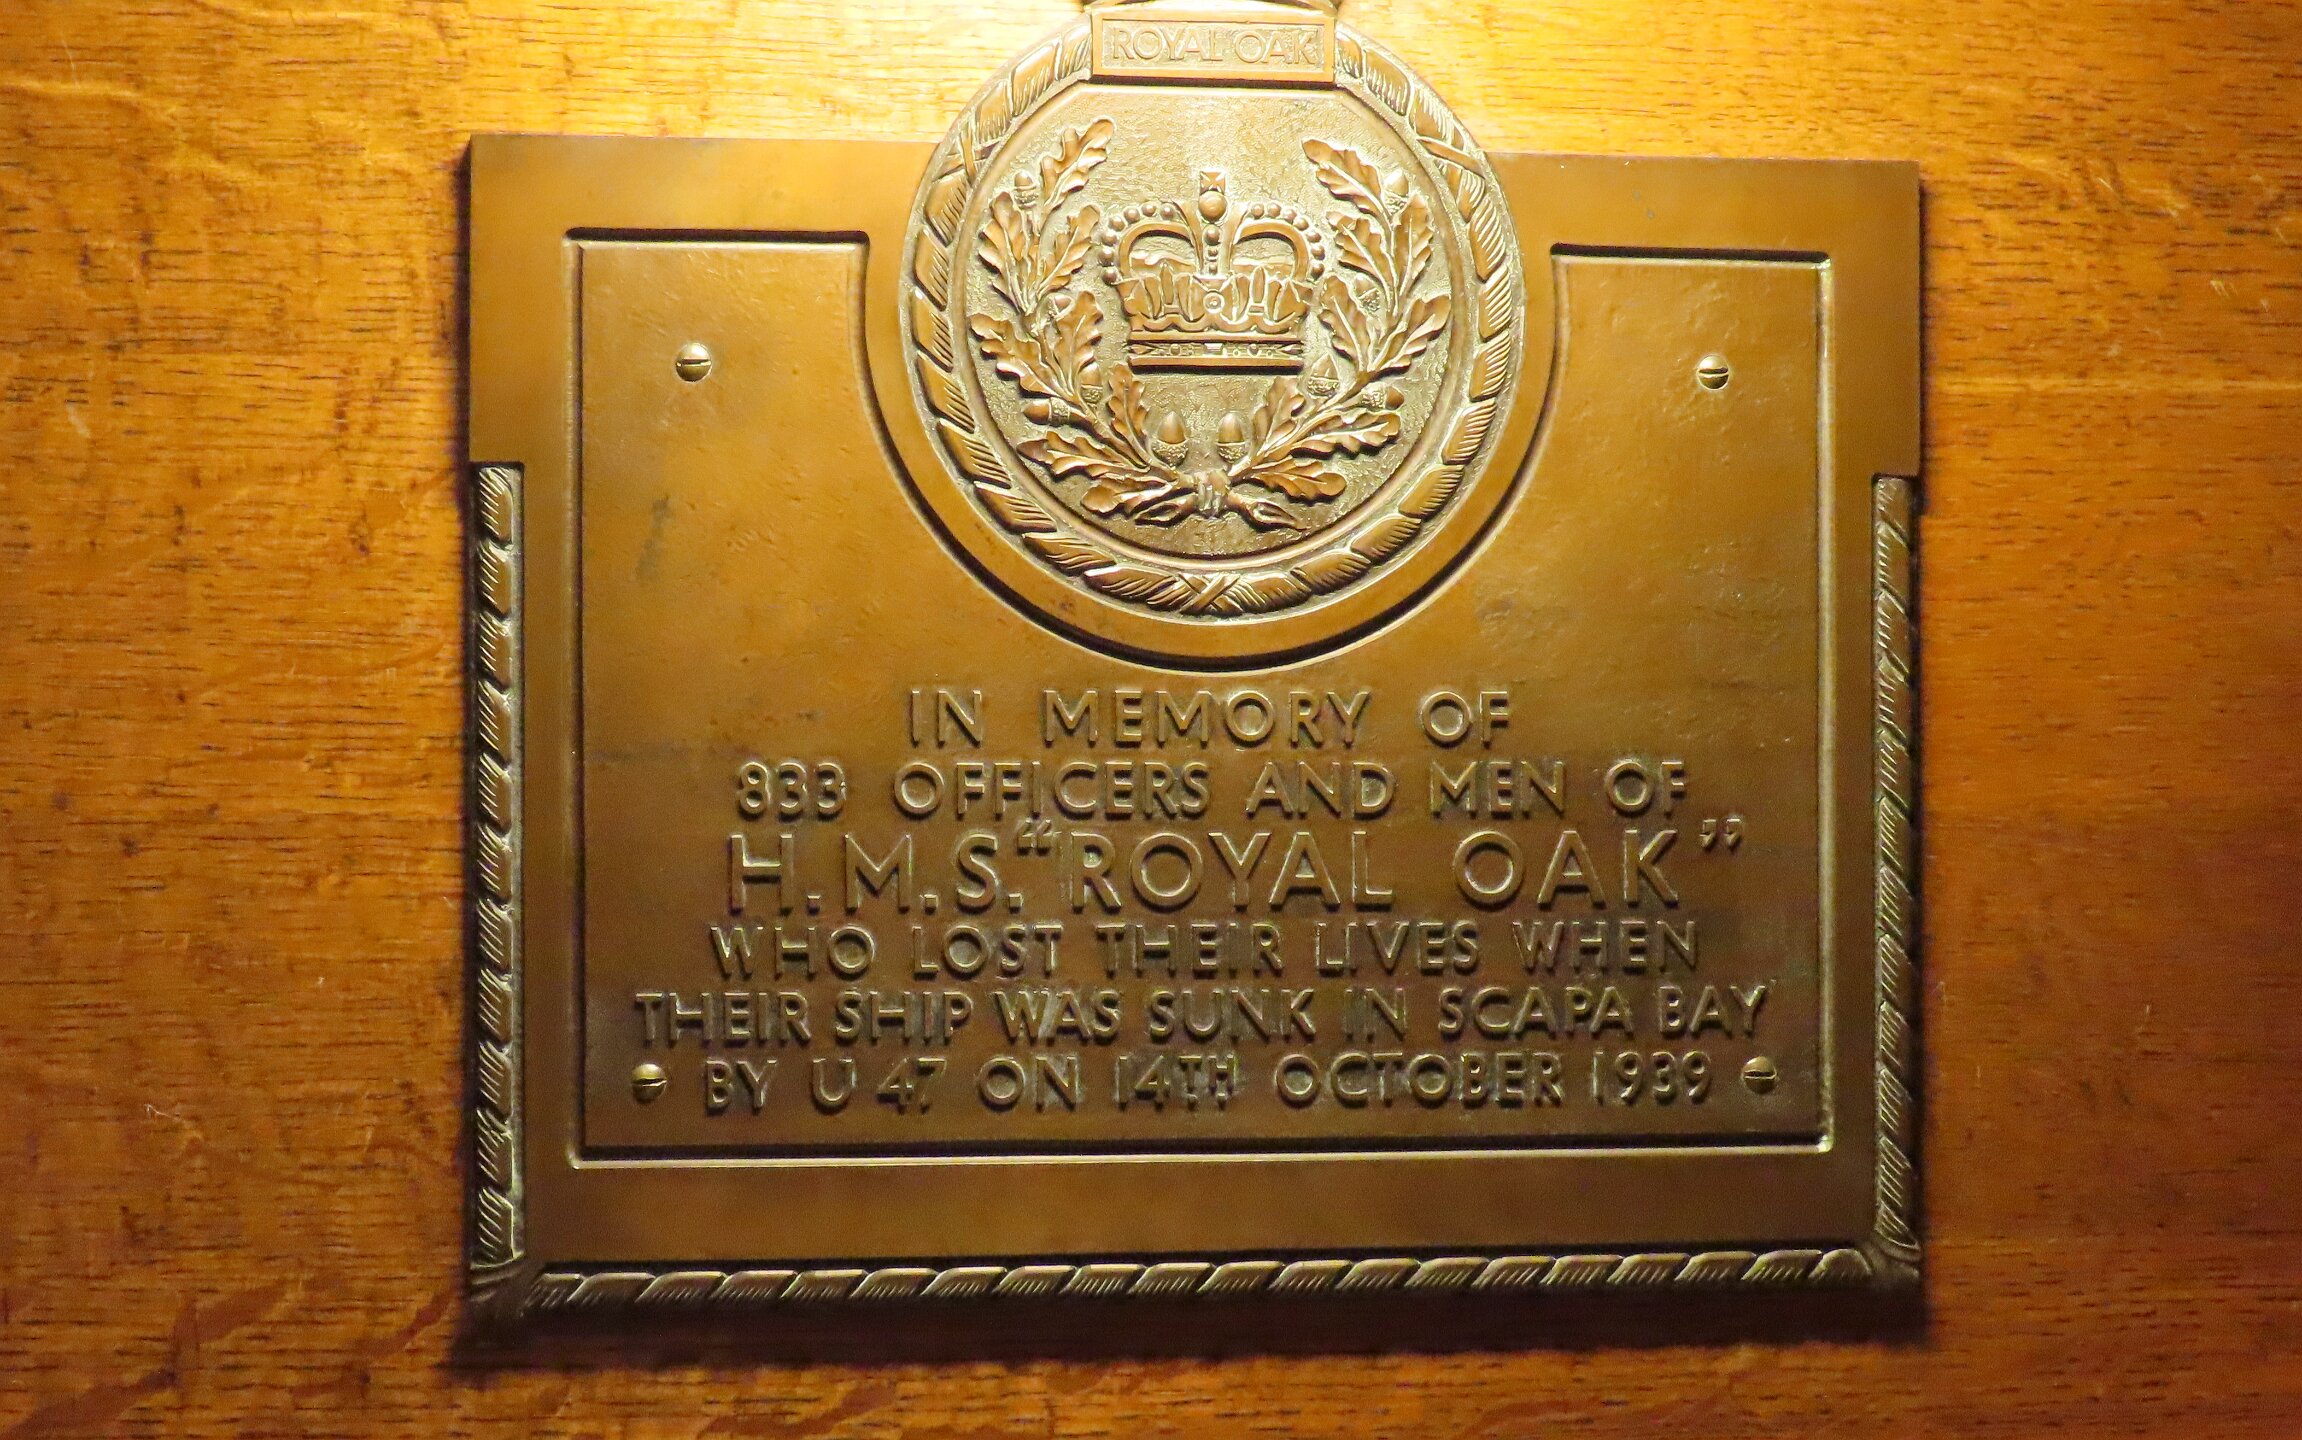 ROYAL OAK
IN MEMORY OF
833 OFFICERS AND MEN OF
H.M.S. “ROYAL OAK”
WHO LOST THEIR LIVES WHEN
THEIR SHIP WAS SUNK IN SCAPA BAY
BY U 47 ON 14TH OCTOBER 1939